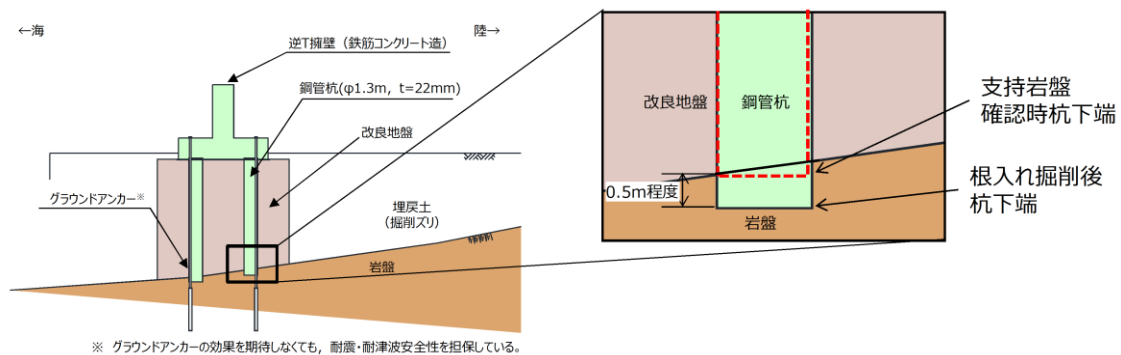 ←海
陸→
逆T擁壁（鉄筋コンクリート造）
鋼管杭(φ1.3m，t=22mm)
改良地盤
グラウンドアンカー※
埋戻土
（掘削ズリ）
岩盤
※　グラウンドアンカーの効果を期待しなくても，耐震・耐津波安全性を担保している。
改良地盤
鋼管杭
0.5m程度
岩盤
支持岩盤
確認時杭下端
根入れ掘削後
杭下端